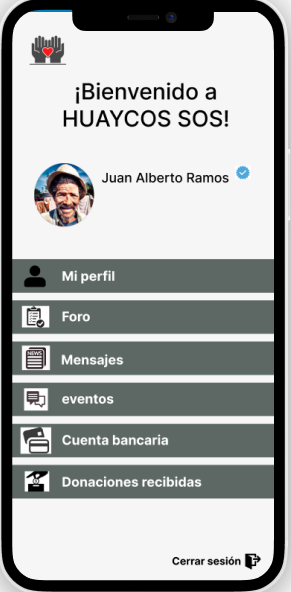 ¡Bienvenido a
HUAYCOS SOS!
Juan Alberto Ramos
Mi perfil
Foro
NEWS
Mensajes
eventos
Cuenta bancaria
Donaciones recibidas
Cerrar sesión